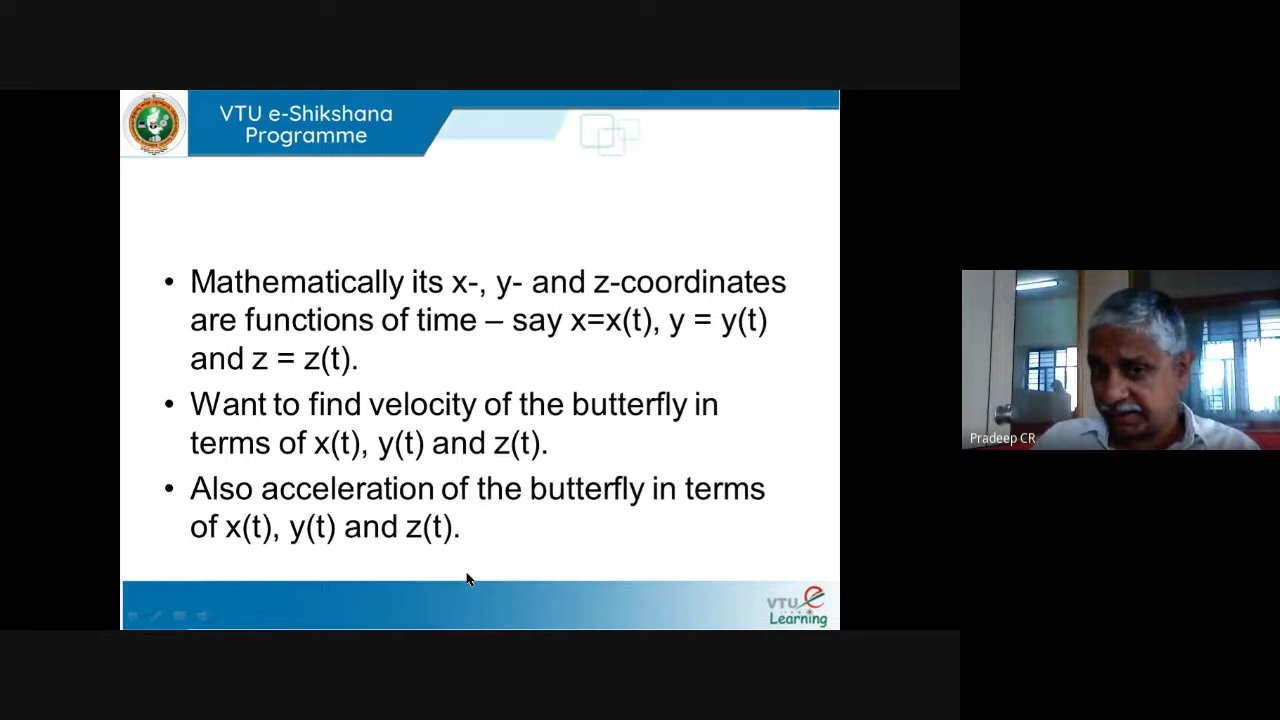 VTU e-Shikshana
Programme
• Mathematically its x-, y- and z-coordinates
are functions of time – say x=x(t), y = y(t)
and z = z(t).
• Want to find velocity of the butterfly in
terms of x(t), y(t) and z(t).
• Also acceleration of the butterfly in terms
of x(t), y(t) and z(t).
Pradeep CR
VTU e
Learning